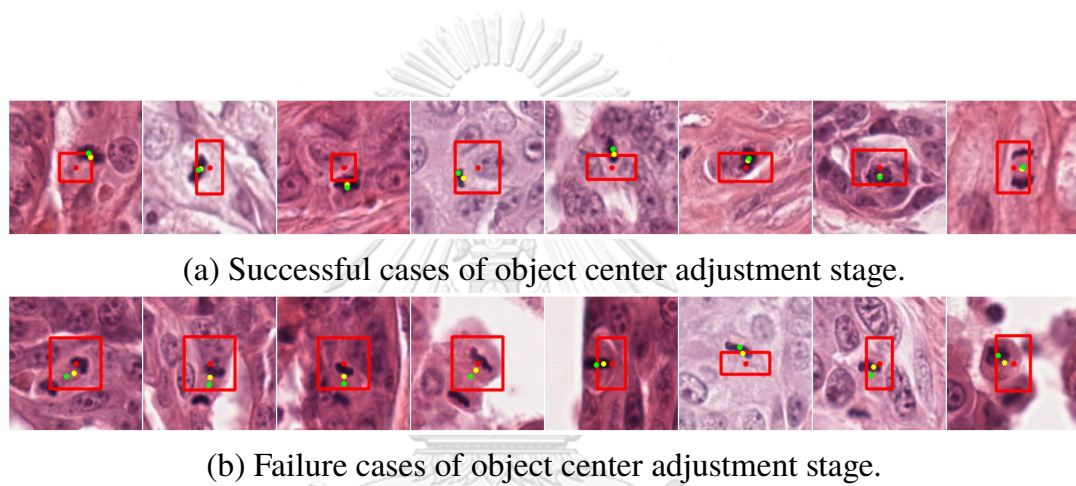 (a) Successful cases of object center adjustment stage.
(b) Failure cases of object center adjustment stage.